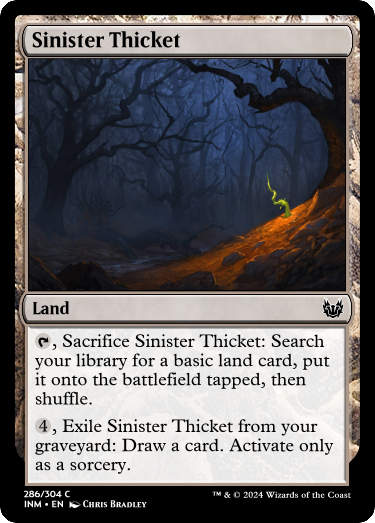 Sinister Thicket
Land
, Sacrifice Sinister Thicket: Search
your library for a basic land card, put
it onto the battlefield tapped, then
shuffle.
4, Exile Sinister Thicket from your
graveyard: Draw a card. Activate only
as a sorcery.
286/304 C
INM • EN Chris Bradley
™ & © 2024 Wizards of the Coast